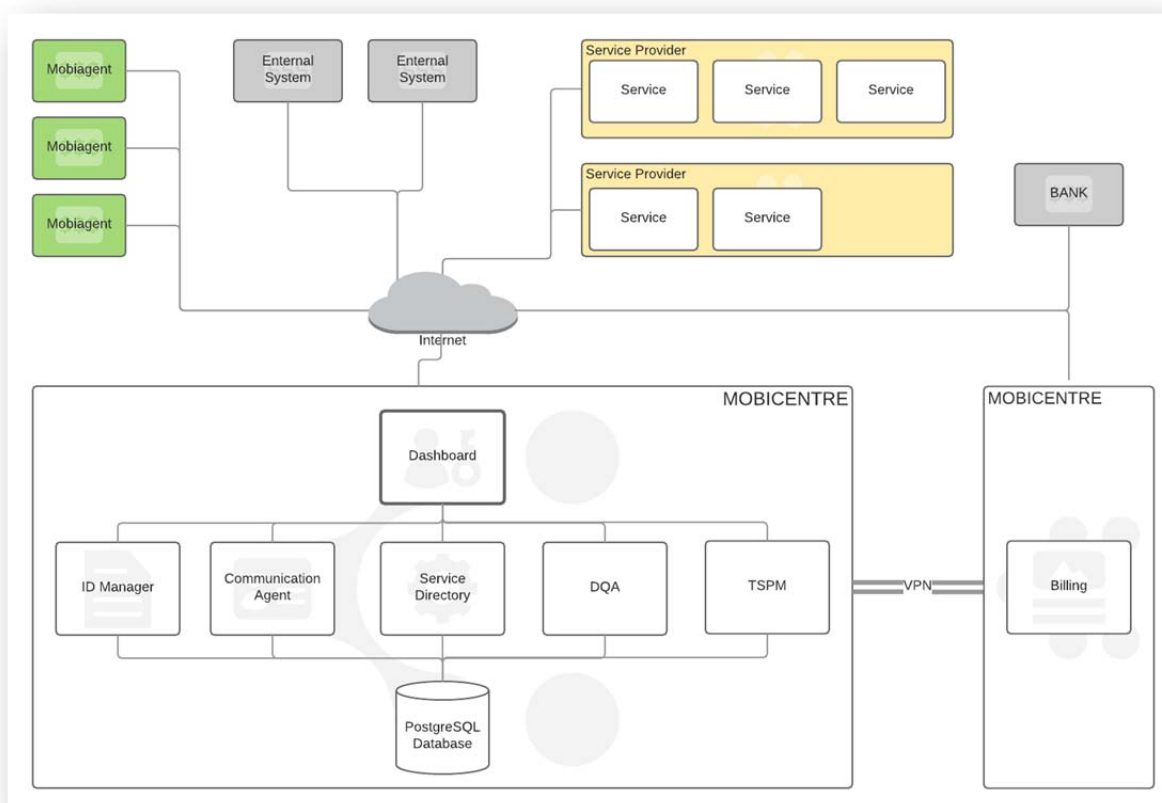 Mobiagent
Mobiagent
Mobiagent
Enternal
System
Enternal
System
Service Provider
Service
Service
Service
Service Provider
Service
Service
BANK
Internet
MOBICENTRE
Dashboard
ID Manager
Communication
Agent
Service
Directory
DQA
TSPM
PostgreSQL
Database
VPN
MOBICENTRE
Billing